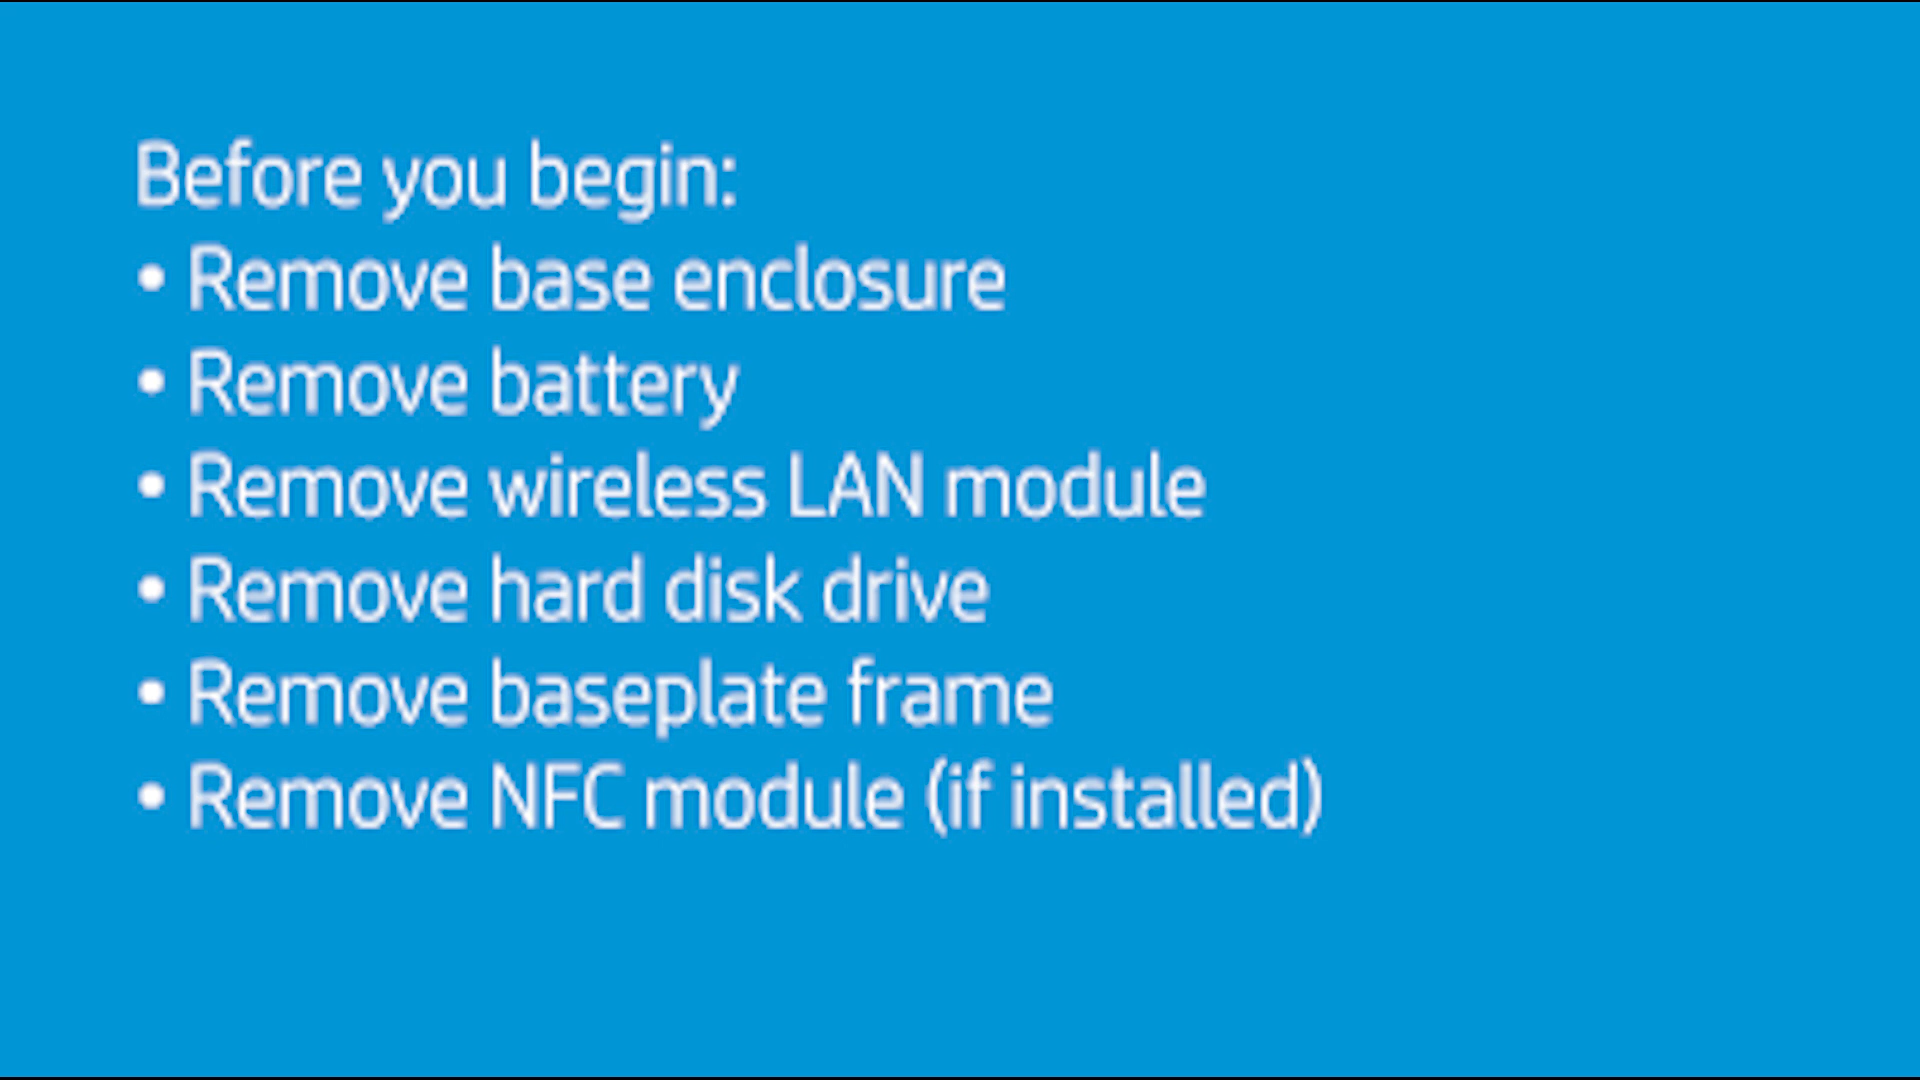 Before you begin:
• Remove base enclosure
• Remove battery
• Remove wireless LAN module
• Remove hard disk drive
• Remove baseplate frame
• Remove NFC module (if installed)